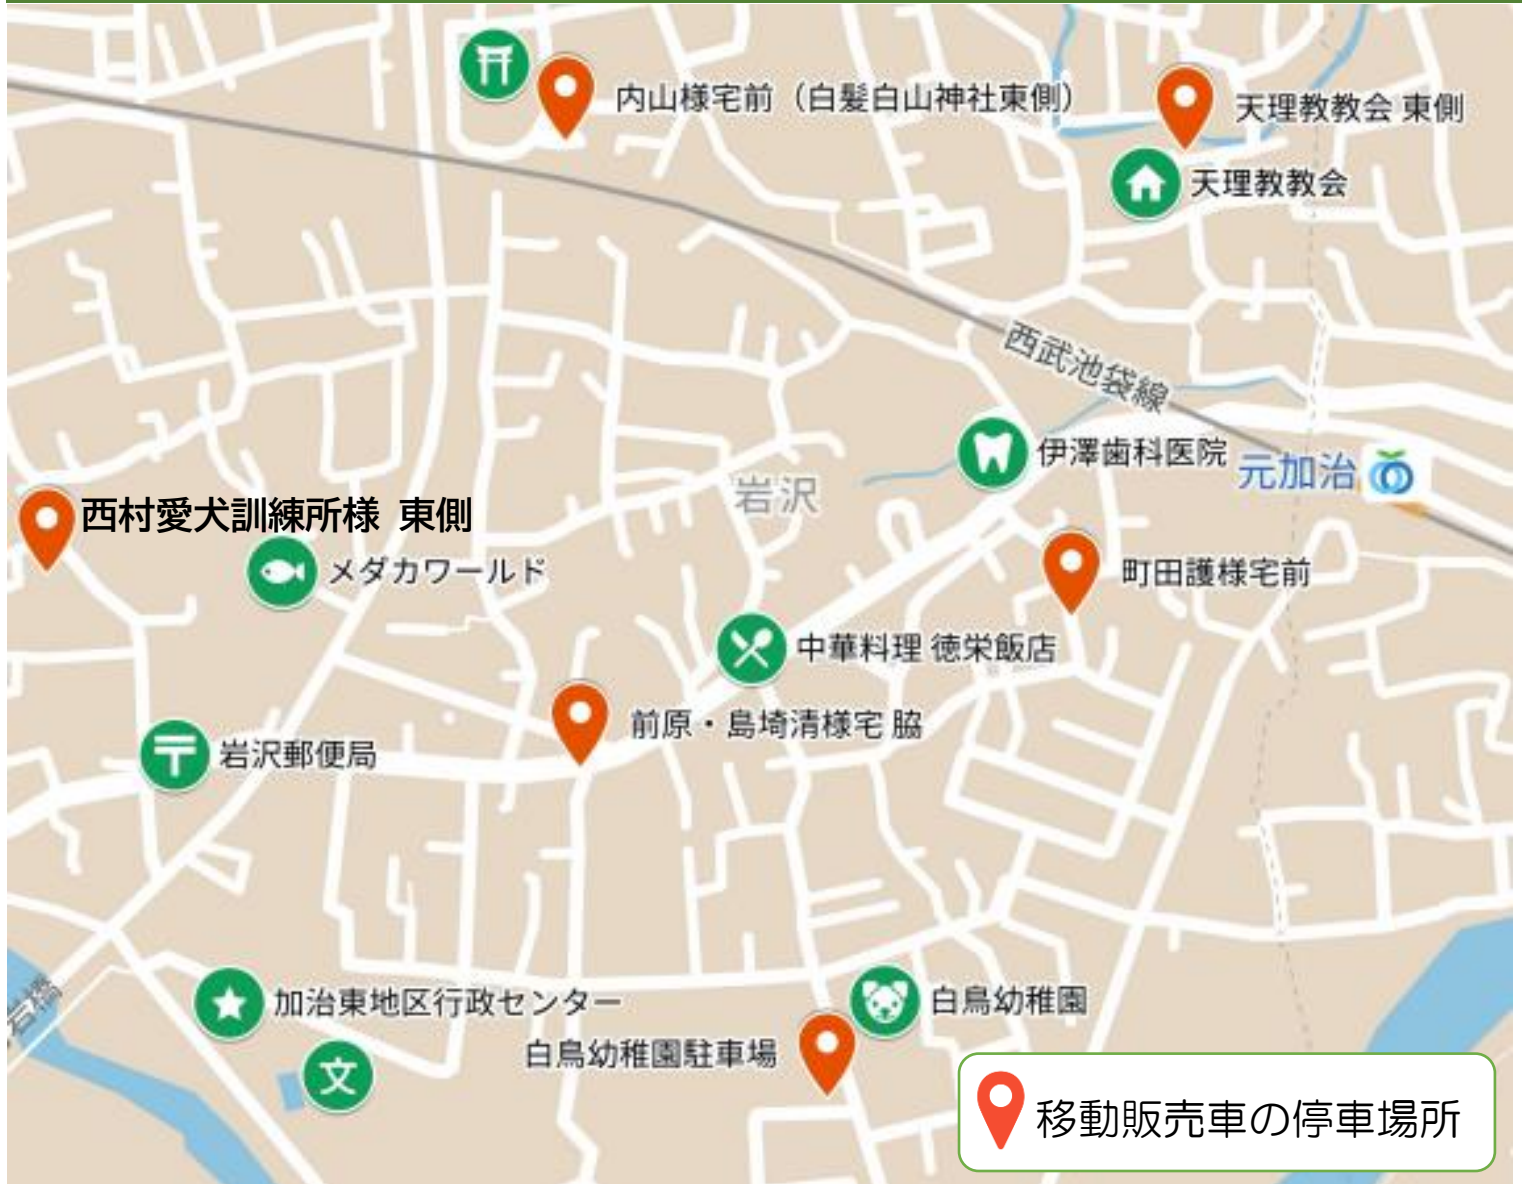 内山様宅前（白髪白山神社東側）
天理教教会 東側
天理教教会
西武池袋線
伊澤歯科医院
元加治
岩沢
西村愛犬訓練所様 東側
メダカワールド
町田護様宅前
中華料理 徳栄飯店
前原・島埼清様宅 脇
〒
岩沢郵便局
加治東地区行政センター
白鳥幼稚園
白鳥幼稚園駐車場
文
移動販売車の停車場所